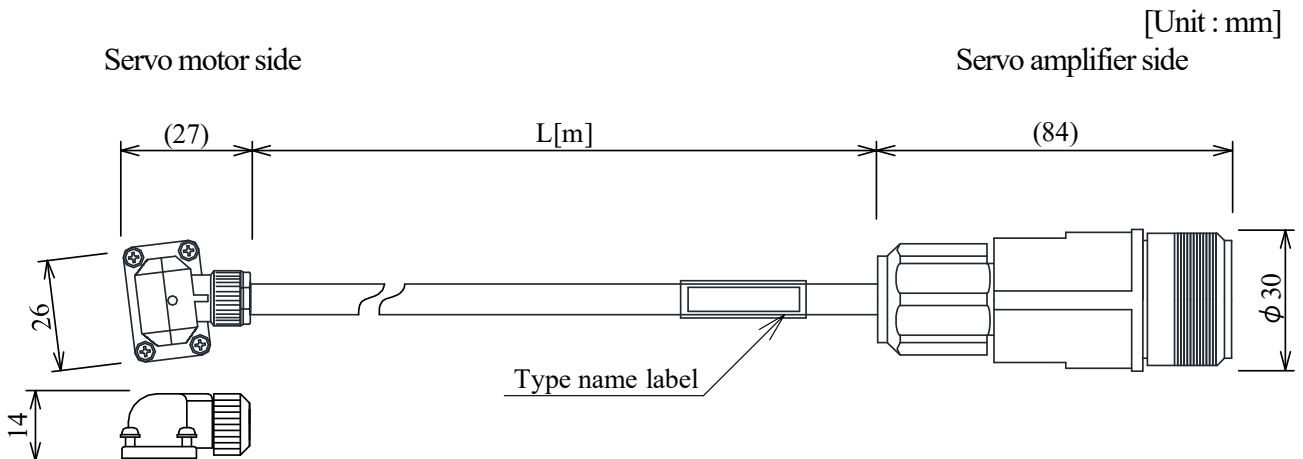 [Unit : mm]
Servo motor side
Servo amplifier side
(27)
L[m]
(84)
26
ϕ30
Type name label
14